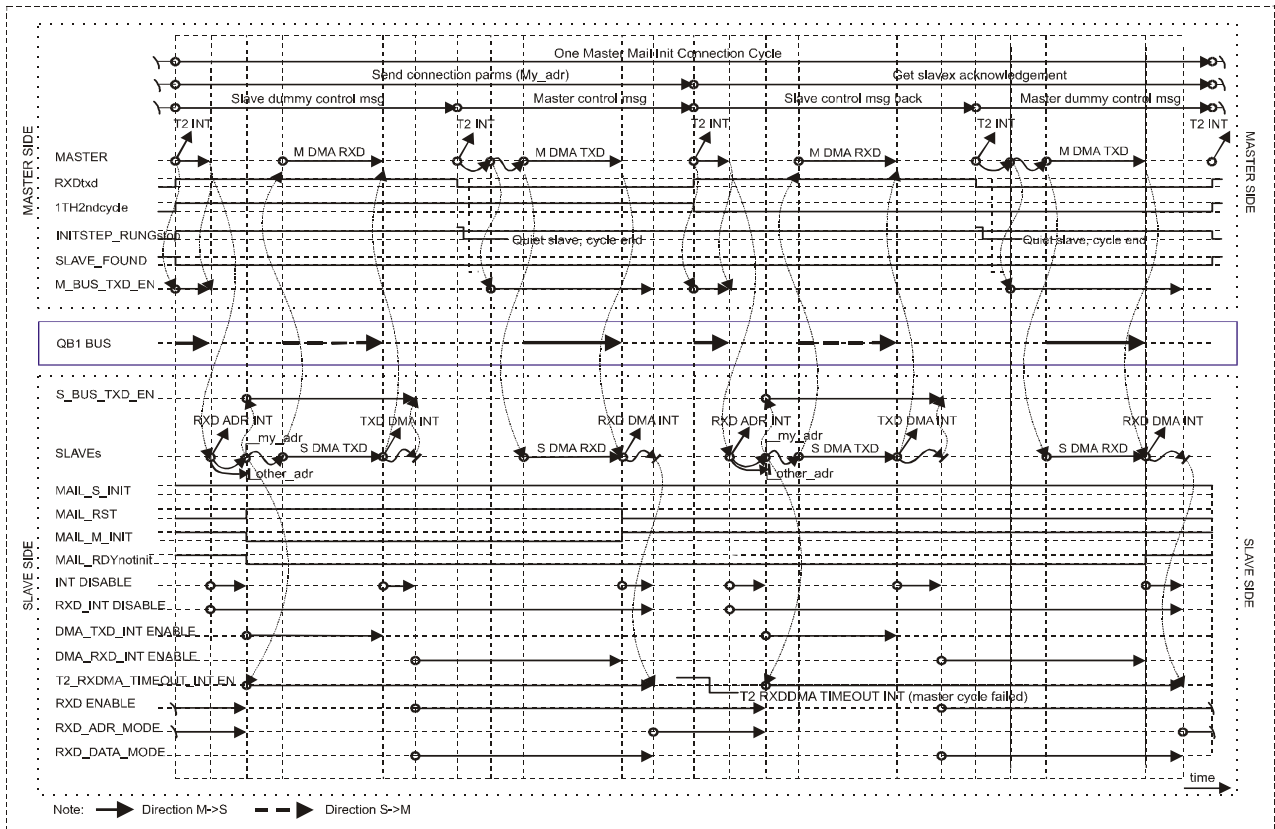 One Master Mail Init Connection Cycle
Send connection parms (My_adr) Get slavex acknowledgement
Slave dummy control msg Master control msg Slave control msg back Master dummy control msg
T2 INT T2 INT T2 INT T2 INT T2 INT
MASTER SIDE
MASTER SIDE
MASTER M DMA RXD M DMA TXD M DMA RXD M DMA TXD
RXDtxd
1TH2ndcycle
INITSTEP_RUNGstop Quiet slave, cycle end Quiet slave, cycle end
SLAVE_FOUND
M_BUS_TXD_EN
QB1 BUS
S_BUS_TXD_EN
RXD ADR INT TXD DMA INT RXD DMA INT RXD ADR INT TXD DMA INT RXD DMA INT
_my_adr _my_adr
SLAVEs S DMA TXD S DMA RXD S DMA TXD S DMA RXD
_other_adr _other_adr
MAIL_S_INIT
MAIL_RST
MAIL_M_INIT
MAIL_RDYnotinit
SLAVE SIDE
SLAVE SIDE
INT DISABLE
RXD_INT DISABLE
DMA_TXD_INT ENABLE
DMA_RXD_INT ENABLE
T2_RXDMA_TIMEOUT_INT EN
T2 RXDDMA TIMEOUT INT (master cycle failed)
RXD ENABLE
RXD_ADR_MODE
RXD_DATA_MODE
time
Note: Direction M->S Direction S->M